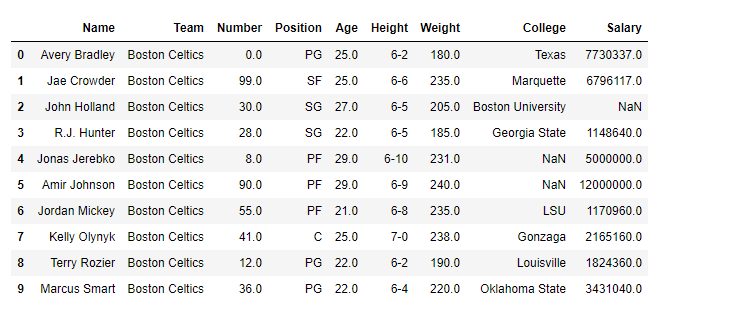 Name Team Number Position Age Height Weight College Salary
0 Avery Bradley Boston Celtics 0.0 PG 25.0 6-2 180.0 Texas 7730337.0
1 Jae Crowder Boston Celtics 99.0 SF 25.0 6-6 235.0 Marquette 6796117.0
2 John Holland Boston Celtics 30.0 SG 27.0 6-5 205.0 Boston University NaN
3 R.J. Hunter Boston Celtics 28.0 SG 22.0 6-5 185.0 Georgia State 1148640.0
4 Jonas Jerebko Boston Celtics 8.0 PF 29.0 6-10 231.0 NaN 5000000.0
5 Amir Johnson Boston Celtics 90.0 PF 29.0 6-9 240.0 NaN 12000000.0
6 Jordan Mickey Boston Celtics 55.0 PF 21.0 6-8 235.0 LSU 1170960.0
7 Kelly Olynyk Boston Celtics 41.0 C 25.0 7-0 238.0 Gonzaga 2165160.0
8 Terry Rozier Boston Celtics 12.0 PG 22.0 6-2 190.0 Louisville 1824360.0
9 Marcus Smart Boston Celtics 36.0 PG 22.0 6-4 220.0 Oklahoma State 3431040.0